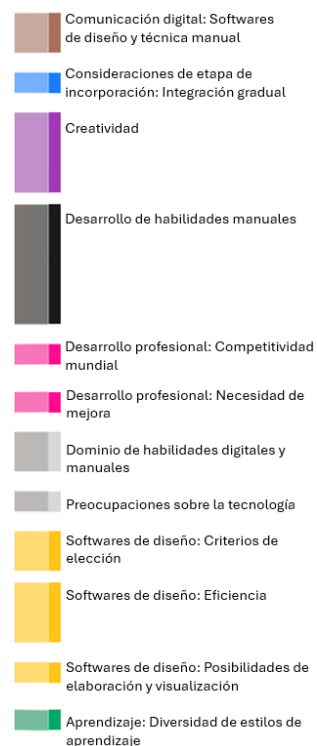 Comunicación digital: Softwares
de diseño y técnica manual
Consideraciones de etapa de
incorporación: Integración gradual
Creatividad
Desarrollo de habilidades manuales
Desarrollo profesional: Competitividad
mundial
Desarrollo profesional: Necesidad de
mejora
Dominio de habilidades digitales y
manuales
Preocupaciones sobre la tecnología
Softwares de diseño: Criterios de
elección
Softwares de diseño: Eficiencia
Softwares de diseño: Posibilidades de
elaboración y visualización
Aprendizaje: Diversidad de estilos de
aprendizaje